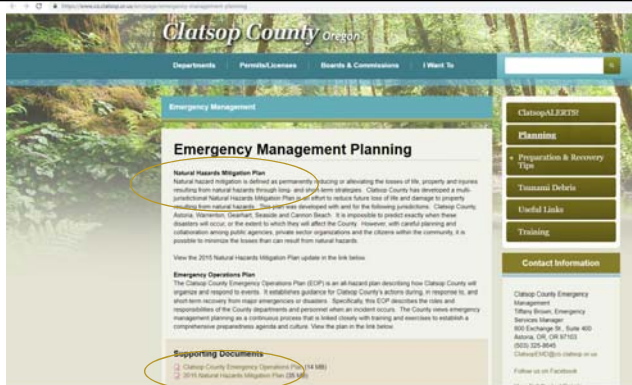 https://www.co.clatsop.or.us/em/page/emergency-management-planning
Clatsop County Oregon
Departments Permits/Licenses Boards & Commissions I Want To
Emergency Management
Emergency Management Planning
Natural Hazards Mitigation Plan
Natural hazard mitigation is defined as permanently reducing or alleviating the losses of life, property and injuries
resulting from natural hazards through long- and short-term strategies. Clatsop County has developed a multi-
jurisdictional Natural Hazards Mitigation Plan in an effort to reduce future loss of life and damage to property
resulting from natural hazards. This plan was developed with and for the following jurisdictions: Clatsop County,
Astoria, Warrenton, Gearhart, Seaside and Cannon Beach. It is impossible to predict exactly when these
disasters will occur, or the extent to which they will affect the County. However, with careful planning and
collaboration among public agencies, private sector organizations and the citizens within the community, it is
possible to minimize the losses than can result from natural hazards.
View the 2015 Natural Hazards Mitigation Plan update in the link below.
Emergency Operations Plan
The Clatsop County Emergency Operations Plan (EOP) is an all-hazard plan describing how Clatsop County will
organize and respond to events. It establishes guidance for Clatsop County's actions during, in response to, and
short-term recovery from major emergencies or disasters. Specifically, this EOP describes the roles and
responsibilities of the County departments and personnel when an incident occurs. The County views emergency
management planning as a continuous process that is linked closely with training and exercises to establish a
comprehensive preparedness agenda and culture. View the plan in the link below.
Supporting Documents
Clatsop County Emergency Operations Plan (14 MB)
2015 Natural Hazards Mitigation Plan (35 MB)
ClatsopALERTS!
Planning
Preparation & Recovery
Tips
Tsunami Debris
Useful Links
Training
Contact Information
Clatsop County Emergency
Management
Tiffany Brown, Emergency
Services Manager
800 Exchange St., Suite 400
Astoria, OR, OR 97103
(503) 325-8645
ClatsopEMD@co.clatsop.or.us
Follow us on Facebook